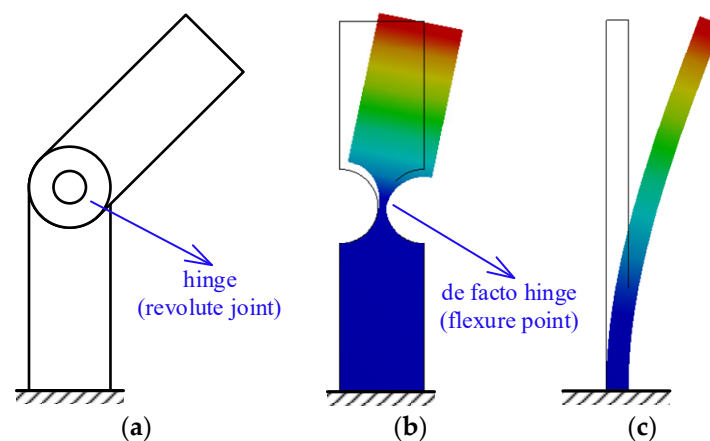 hinge
(revolute joint)
de facto hinge
(flexure point)
(a)
(b)
(c)